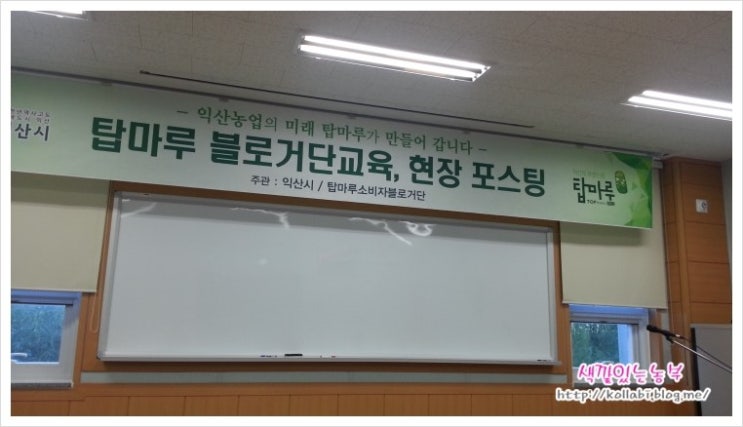 익산시
- 익산농업의 미래 탑마루가 만들어 갑니다 -
탑마루 블로거단교육, 현장 포스팅
주관 : 익산시 / 탑마루소비자블로거단
탑마루
TOP
색깔있는농부
http://kollabi.blog.me/